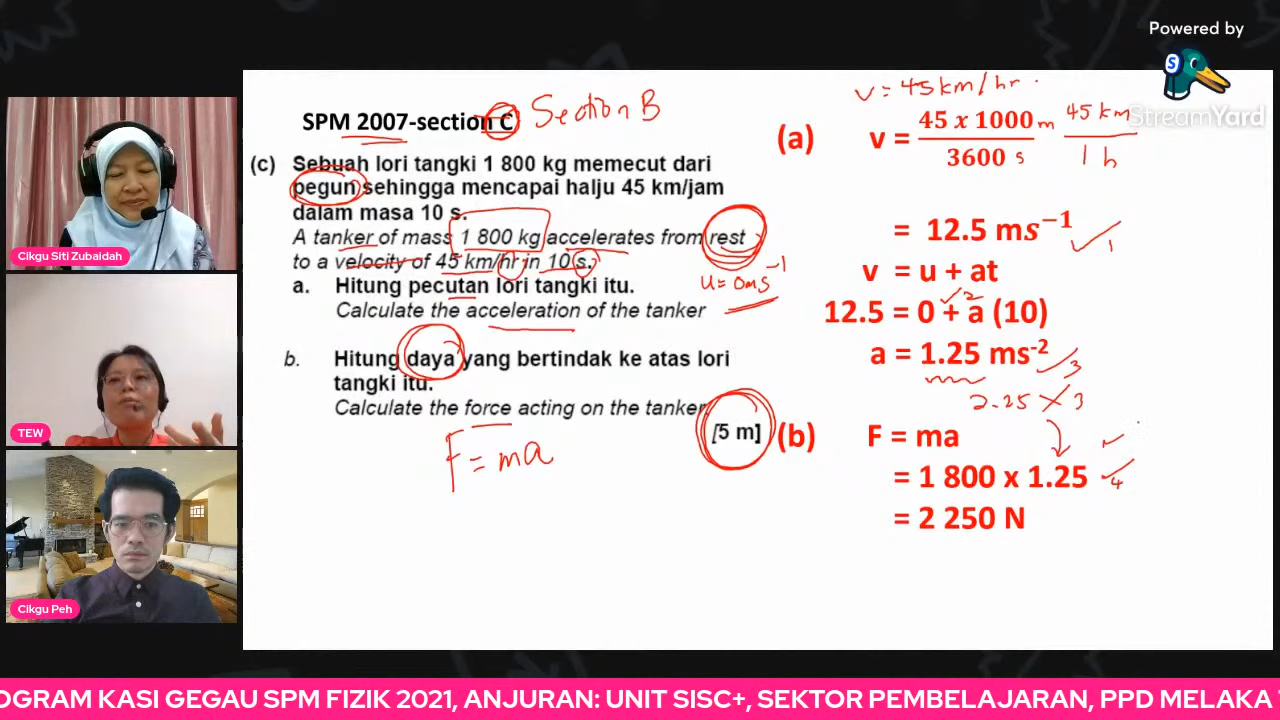 Powered by
StreamYard
SPM 2007-section C
Section B
(c) Sebuah lori tangki 1 800 kg memecut dari
pegun sehingga mencapai halju 45 km/jam
dalam masa 10 s.
A tanker of mass 1 800 kg accelerates from rest
to a velocity of 45 km/hr in 10 s.
u = 0ms⁻¹
a. Hitung pecutan lori tangki itu.
Calculate the acceleration of the tanker
b. Hitung daya yang bertindak ke atas lori
tangki itu.
Calculate the force acting on the tanker
[5 m]
F = ma
v = 45 km/hr
(a) v = 45 x 1000 m / 3600 s
45 km / 1 h
= 12.5 ms⁻¹ ✓ 1
v = u + at
12.5 = 0 + a (10) ✓ 2
a = 1.25 ms⁻² ✓ 3
2.25 X 3
(b) F = ma
= 1 800 x 1.25 ✓ 4
= 2 250 N
Cikgu Siti Zubaidah
TEW
Cikgu Peh
OGRAM KASI GEGAU SPM FIZIK 2021, ANJURAN: UNIT SISC+, SEKTOR PEMBELAJARAN, PPD MELAKA